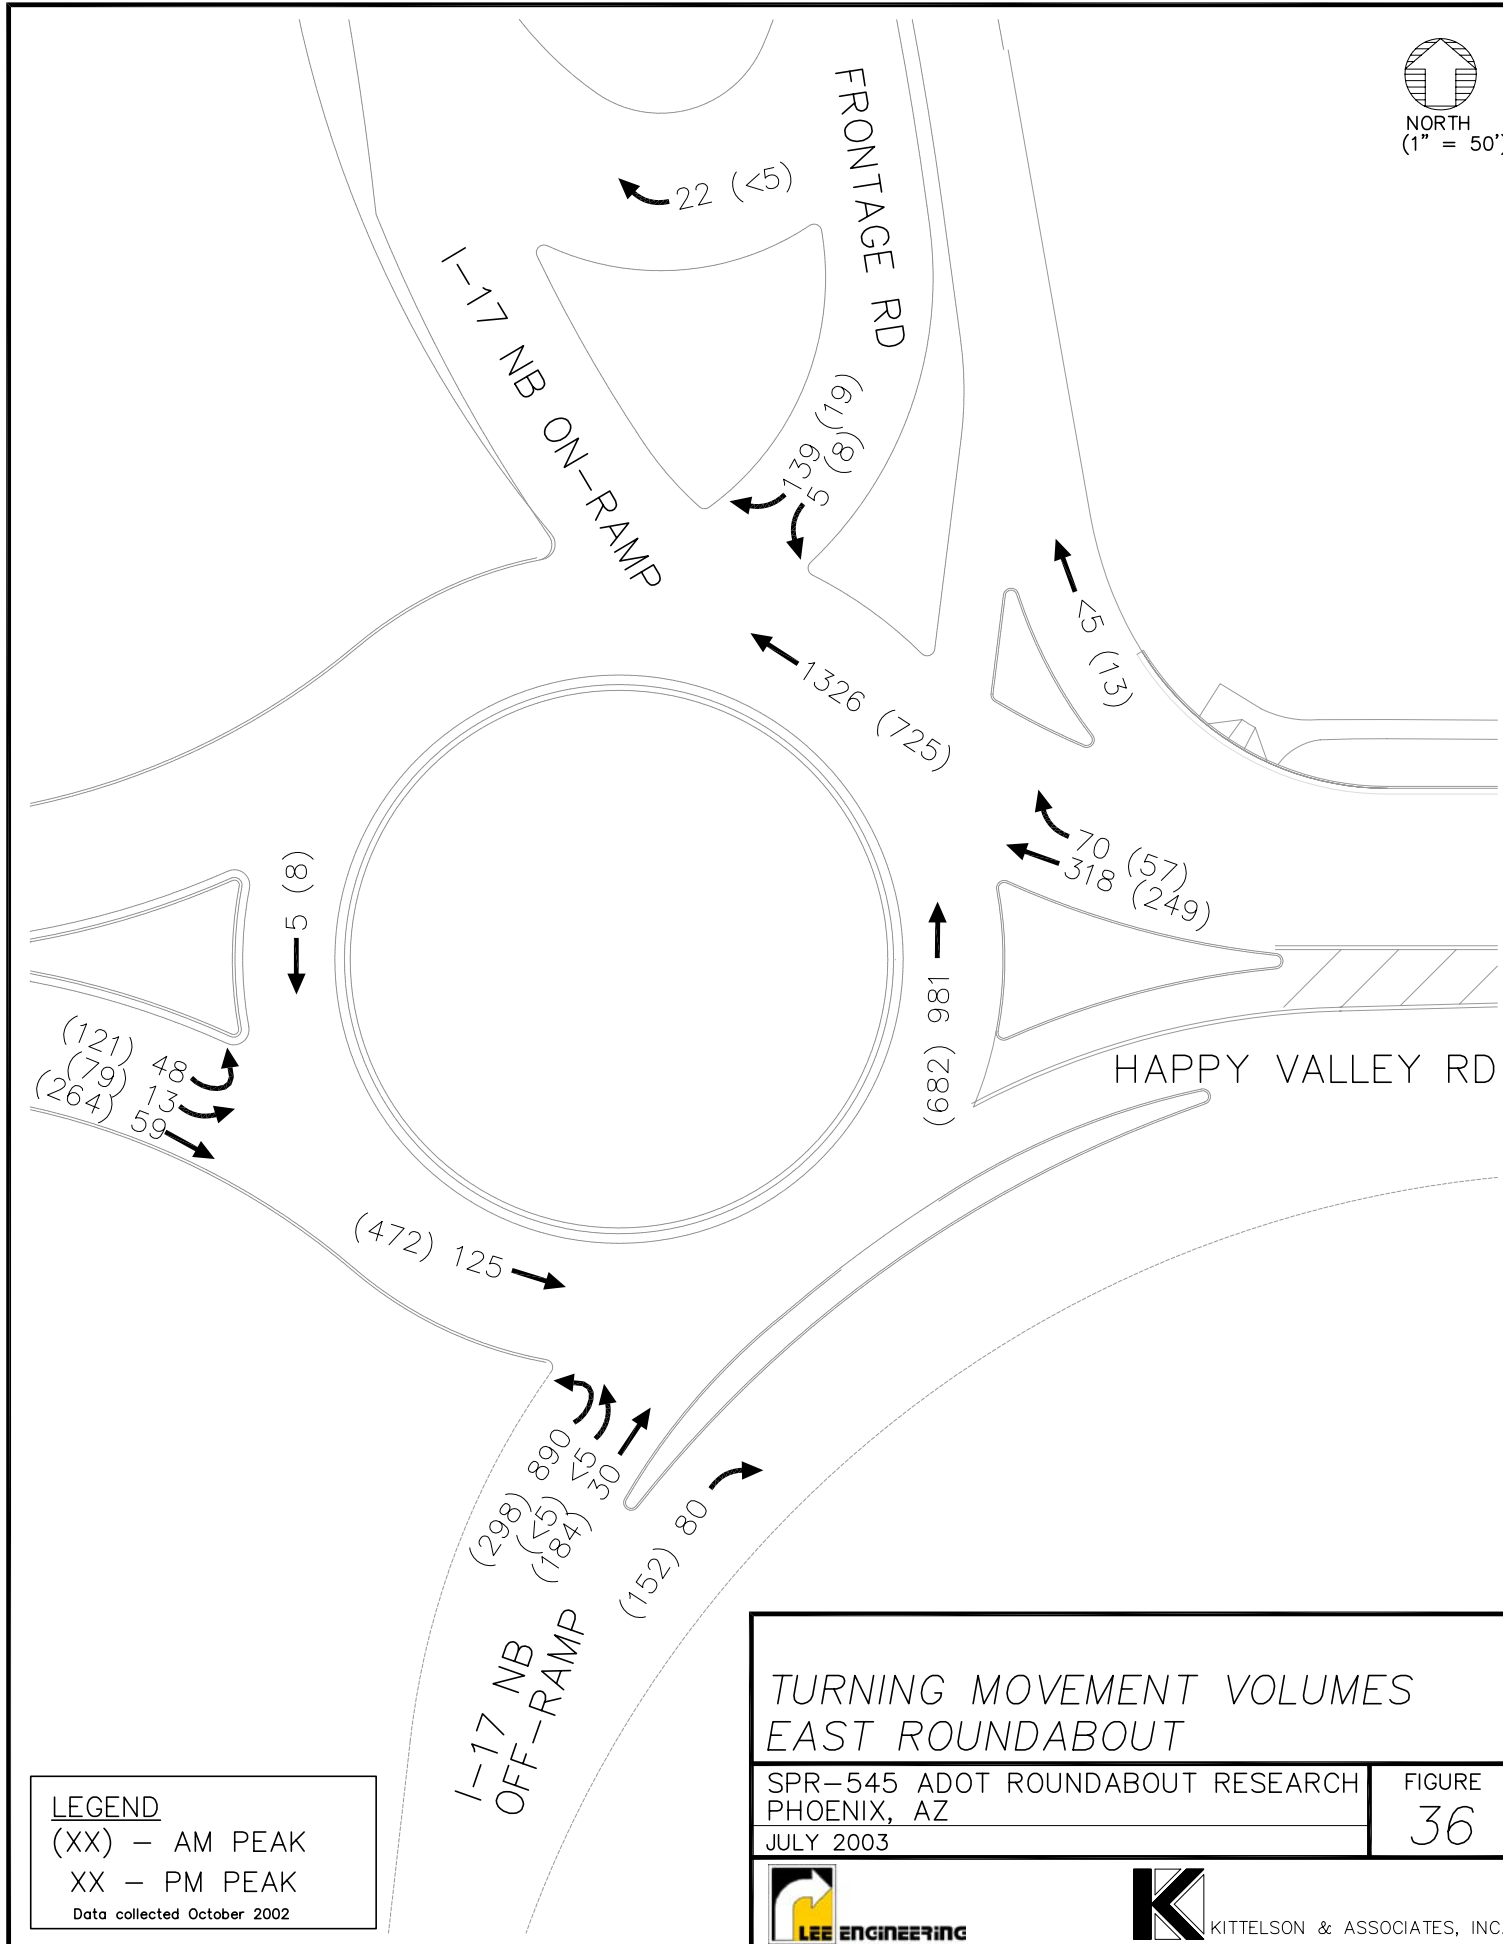 NORTH
(1" = 50')
FRONTAGE RD
22 (<5)
I-17 NB ON-RAMP
139 (19)
5 (8)
<5 (13)
1326 (725)
70 (57)
318 (249)
5 (8)
(682) 981
HAPPY VALLEY RD
(121) 48
(79) 13
(264) 59
(472) 125
(298) 890
(<5) <5
(184) 30
(152) 80
I-17 NB
OFF-RAMP
TURNING MOVEMENT VOLUMES
EAST ROUNDABOUT
SPR-545 ADOT ROUNDABOUT RESEARCH
PHOENIX, AZ
JULY 2003
FIGURE
36
LEGEND
(XX) - AM PEAK
XX - PM PEAK
Data collected October 2002
LEE ENGINEERING
K
KITTELSON & ASSOCIATES, INC.